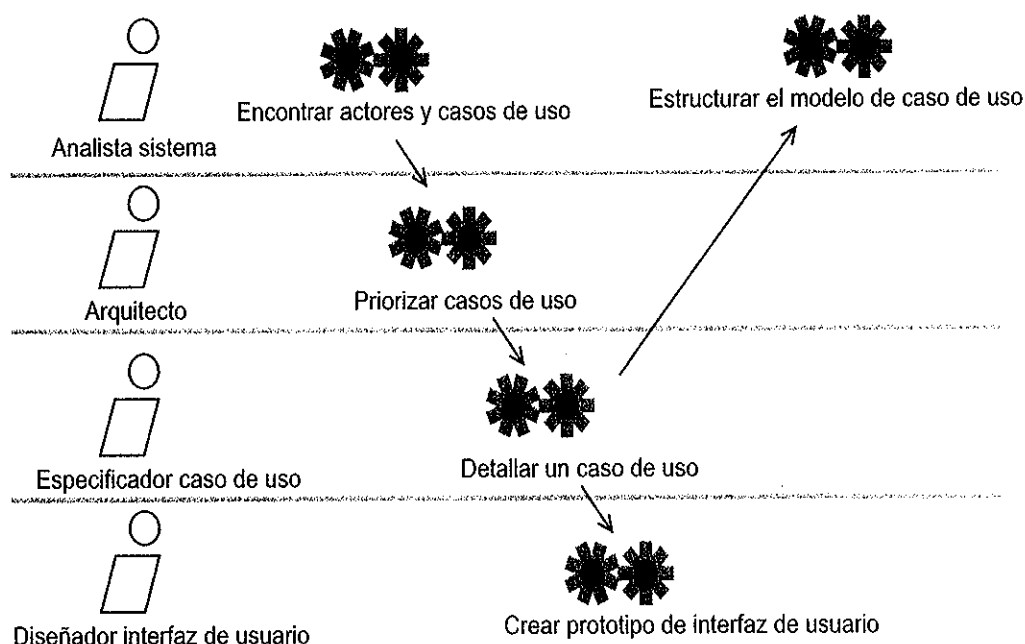 Encontrar actores y casos de uso
Estructurar el modelo de caso de uso
Analista sistema
Priorizar casos de uso
Arquitecto
Detallar un caso de uso
Especificador caso de uso
Crear prototipo de interfaz de usuario
Diseñador interfaz de usuario